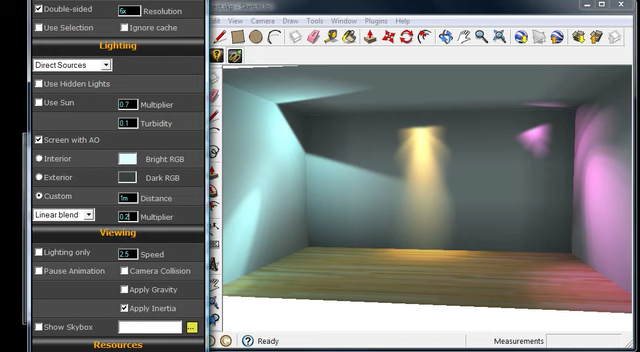 Double-sided 6x Resolution
Use Selection Ignore cache
Lighting
Direct Sources
Use Hidden Lights
Use Sun 0.7 Multiplier
0.1 Turbidity
Screen with AO
Interior Bright RGB
Exterior Dark RGB
Custom 1m Distance
Linear blend 0.2 Multiplier
Viewing
Lighting only 2.5 Speed
Pause Animation Camera Collision
Apply Gravity
Apply Inertia
Show Skybox ...
Resources
View Camera Draw Tools Window Plugins Help
Ready Measurements